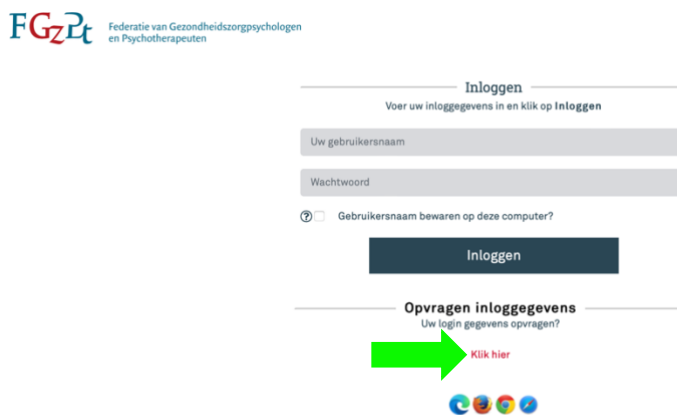 FGzPt
Federatie van Gezondheidszorgpsychologen
en Psychotherapeuten
Inloggen
Voer uw inloggegevens in en klik op Inloggen
Uw gebruikersnaam
Wachtwoord
? Gebruikersnaam bewaren op deze computer?
Inloggen
Opvragen inloggegevens
Uw login gegevens opvragen?
Klik hier